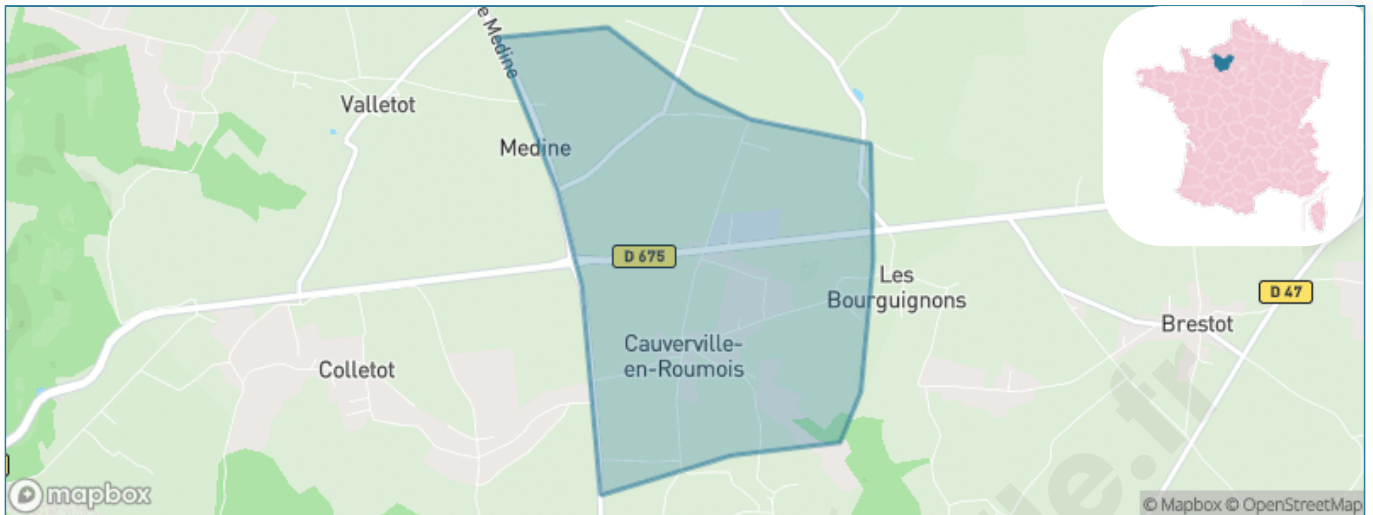 e Medine
Valletot
Medine
D 675
Les
Bourguignons
D 47
Brestot
Cauverville-
en-Roumois
Colletot
mapbox
© Mapbox © OpenStreetMap